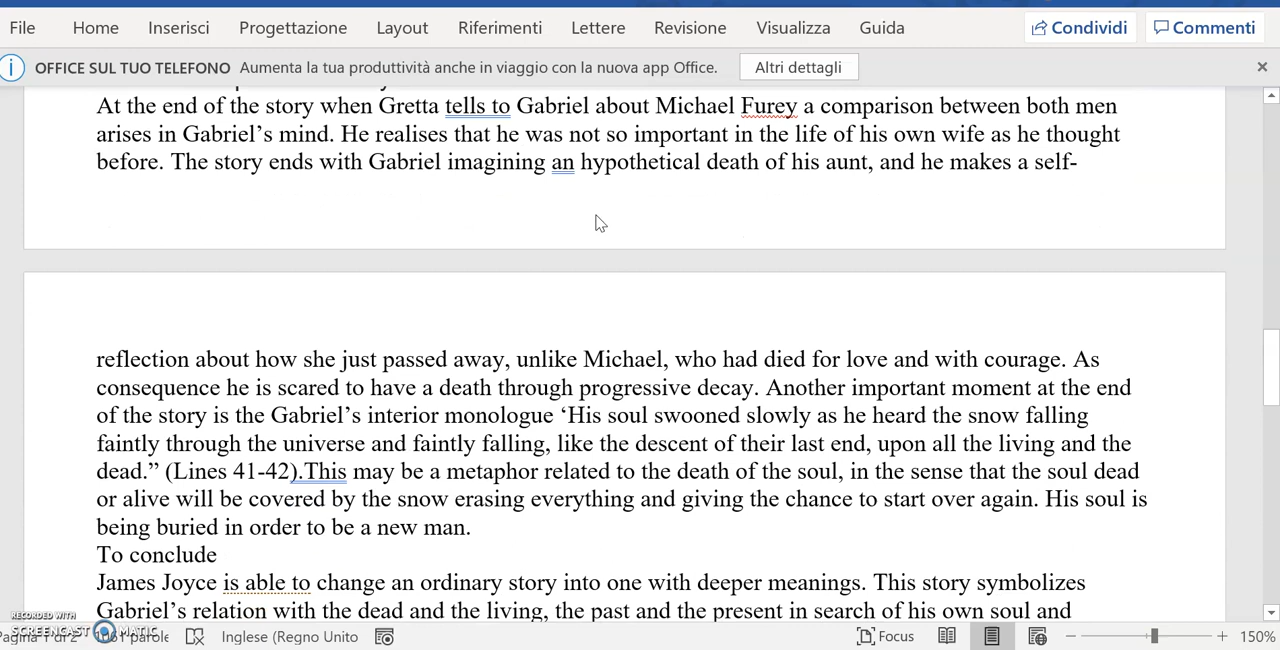 File Home Inserisci Progettazione Layout Riferimenti Lettere Revisione Visualizza Guida Condividi Commenti
OFFICE SUL TUO TELEFONO Aumenta la tua produttività anche in viaggio con la nuova app Office. Altri dettagli
At the end of the story when Gretta tells to Gabriel about Michael Furey a comparison between both men
arises in Gabriel's mind. He realises that he was not so important in the life of his own wife as he thought
before. The story ends with Gabriel imagining an hypothetical death of his aunt, and he makes a self-
reflection about how she just passed away, unlike Michael, who had died for love and with courage. As
consequence he is scared to have a death through progressive decay. Another important moment at the end
of the story is the Gabriel's interior monologue ‘His soul swooned slowly as he heard the snow falling
faintly through the universe and faintly falling, like the descent of their last end, upon all the living and the
dead.” (Lines 41-42).This may be a metaphor related to the death of the soul, in the sense that the soul dead
or alive will be covered by the snow erasing everything and giving the chance to start over again. His soul is
being buried in order to be a new man.
To conclude
James Joyce is able to change an ordinary story into one with deeper meanings. This story symbolizes
Gabriel's relation with the dead and the living, the past and the present in search of his own soul and
RECORDED WITH
SCREENCAST MATIC
Inglese (Regno Unito Focus 150%